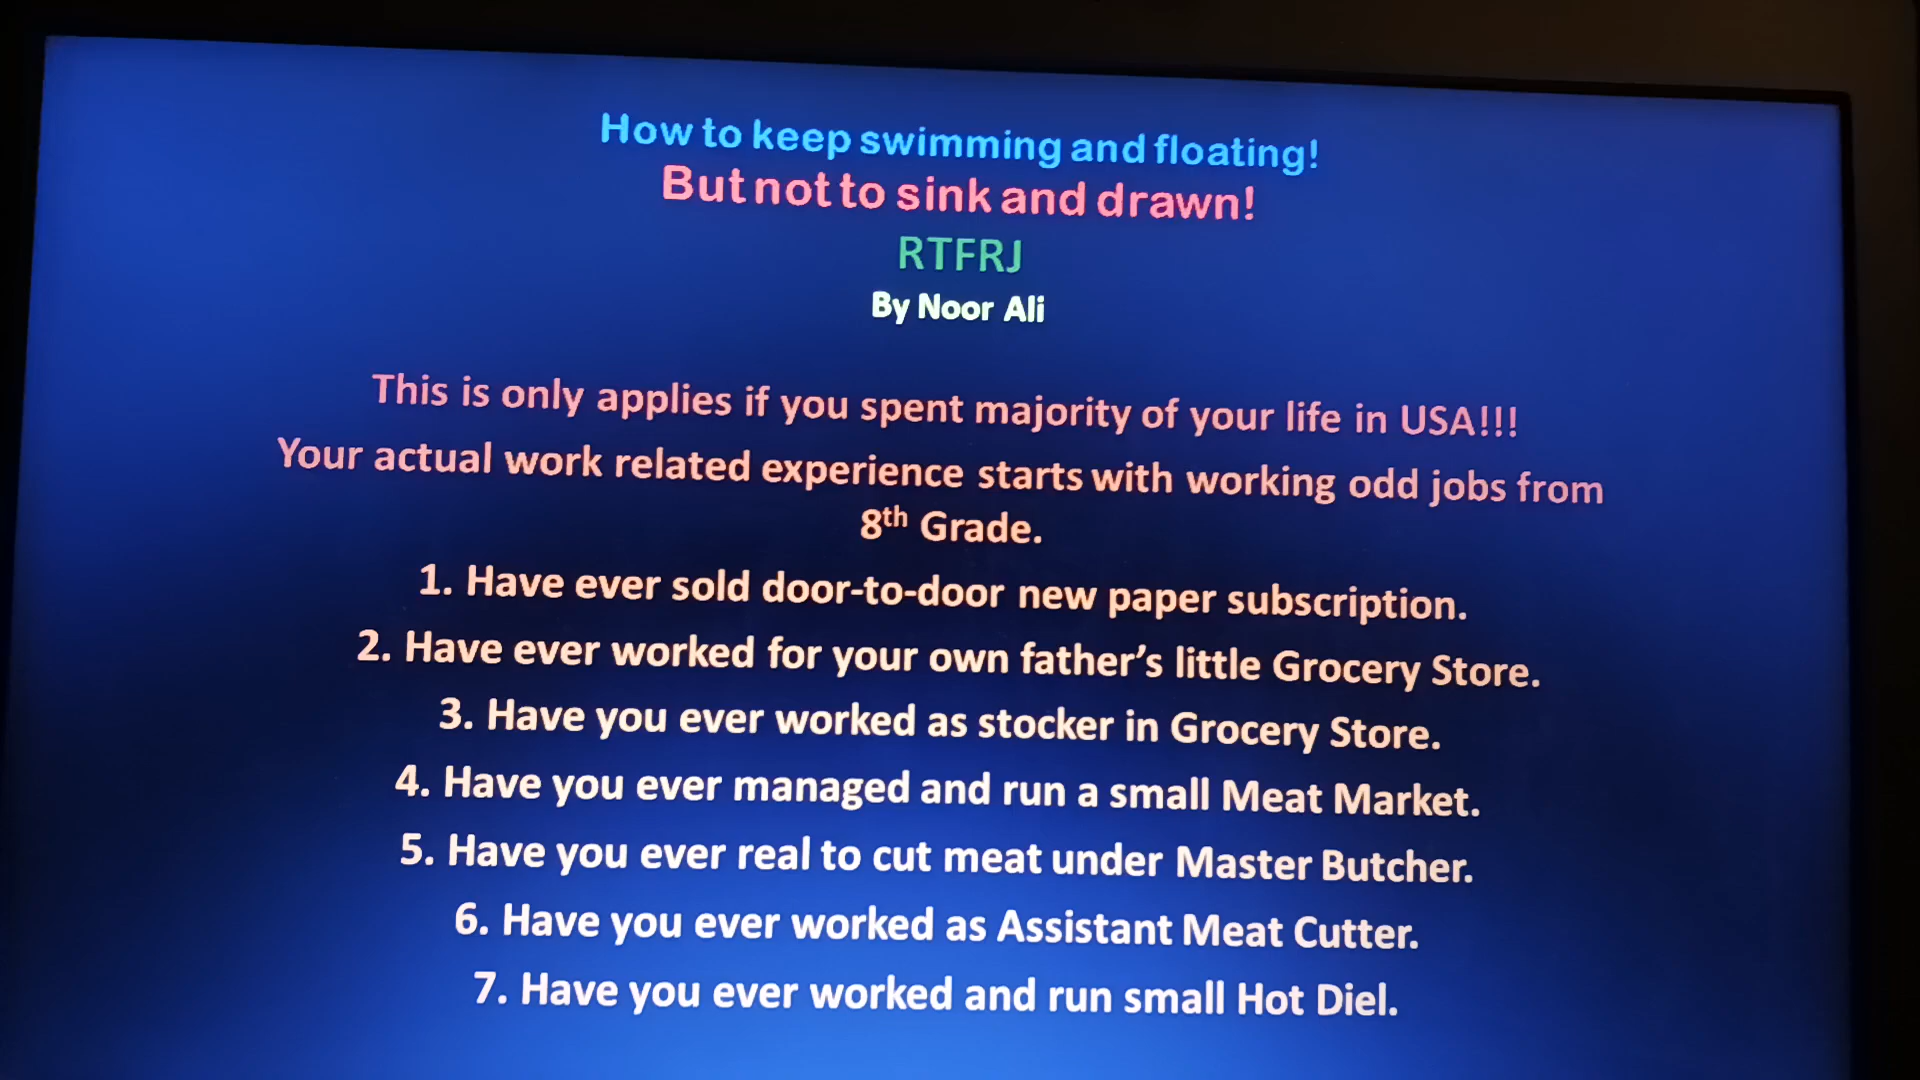 How to keep swimming and floating!
But not to sink and drawn!
RTFRJ
By Noor Ali
This is only applies if you spent majority of your life in USA!!!
Your actual work related experience starts with working odd jobs from
8th Grade.
1. Have ever sold door-to-door new paper subscription.
2. Have ever worked for your own father's little Grocery Store.
3. Have you ever worked as stocker in Grocery Store.
4. Have you ever managed and run a small Meat Market.
5. Have you ever real to cut meat under Master Butcher.
6. Have you ever worked as Assistant Meat Cutter.
7. Have you ever worked and run small Hot Diel.